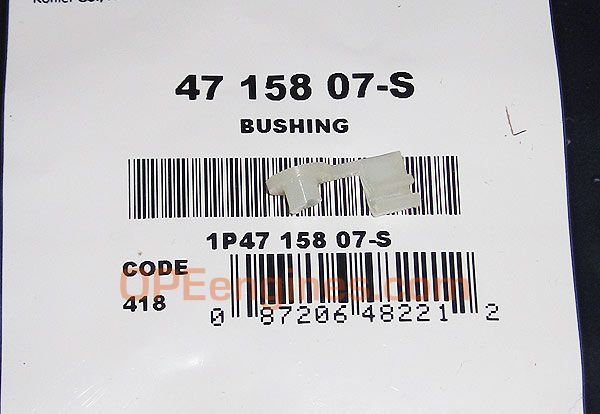 47 158 07-S
BUSHING
1P47 158 07-S
CODE
418
OPEengines.com
0 87206 48221 2